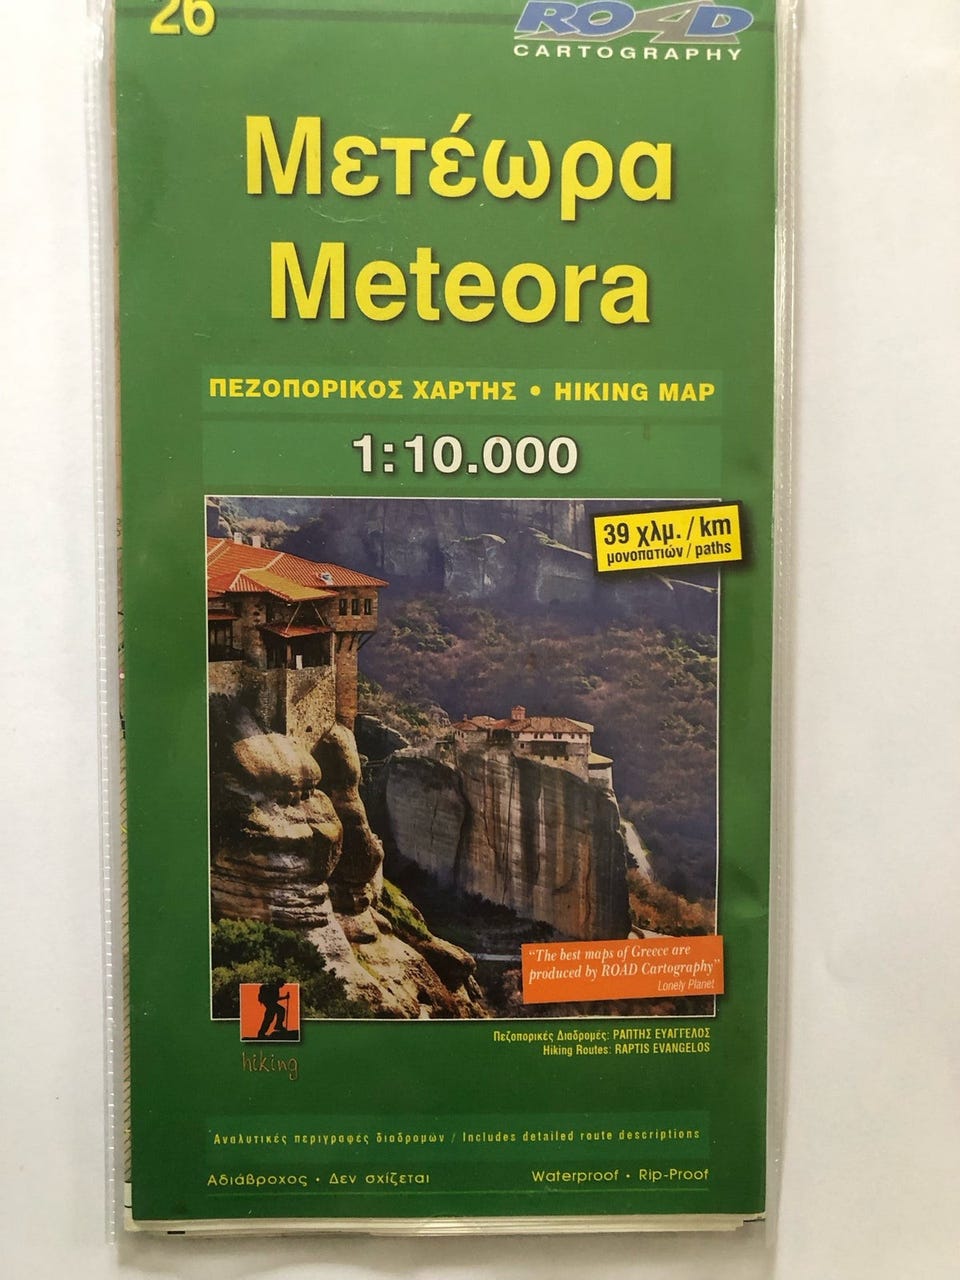 26
ROAD
CARTOGRAPHY
Μετέωρα
Meteora
ΠΕΖΟΠΟΡΙΚΟΣ ΧΑΡΤΗΣ • HIKING MAP
1:10.000
39 χλμ. / km
μονοπατιών / paths
"The best maps of Greece are
produced by ROAD Cartography"
Lonely Planet
hiking
Πεζοπορικές Διαδρομές: ΡΑΠΤΗΣ ΕΥΑΓΓΕΛΟΣ
Hiking Routes: RAPTIS EVANGELOS
Αναλυτικές περιγραφές διαδρομών / Includes detailed route descriptions
Αδιάβροχος • Δεν σχίζεται Waterproof • Rip-Proof